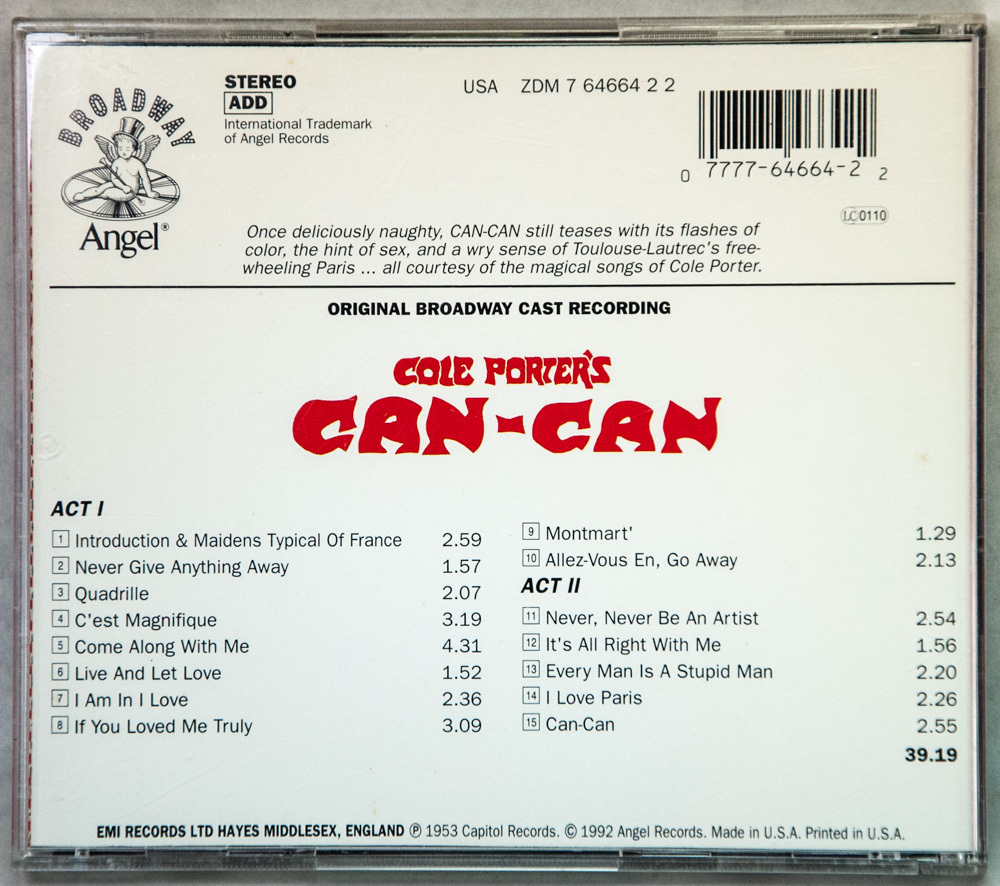 BROADWAY
Angel®
STEREO
ADD
International Trademark
of Angel Records
USA ZDM 7 64664 2 2
0 7777-64664-2 2
LC 0110
Once deliciously naughty, CAN-CAN still teases with its flashes of
color, the hint of sex, and a wry sense of Toulouse-Lautrec's free-
wheeling Paris ... all courtesy of the magical songs of Cole Porter.
ORIGINAL BROADWAY CAST RECORDING
COLE PORTER'S
CAN-CAN
ACT I
1 Introduction & Maidens Typical Of France 2.59
2 Never Give Anything Away 1.57
3 Quadrille 2.07
4 C'est Magnifique 3.19
5 Come Along With Me 4.31
6 Live And Let Love 1.52
7 I Am In I Love 2.36
8 If You Loved Me Truly 3.09
9 Montmart' 1.29
10 Allez-Vous En, Go Away 2.13
ACT II
11 Never, Never Be An Artist 2.54
12 It's All Right With Me 1.56
13 Every Man Is A Stupid Man 2.20
14 I Love Paris 2.26
15 Can-Can 2.55
39.19
EMI RECORDS LTD HAYES MIDDLESEX, ENGLAND ℗ 1953 Capitol Records. © 1992 Angel Records. Made in U.S.A. Printed in U.S.A.